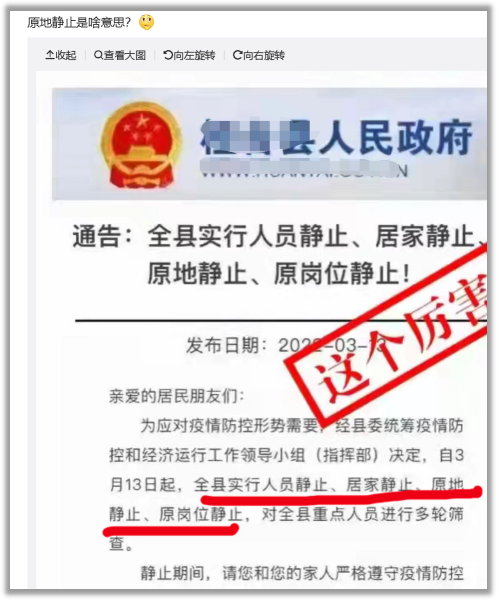 原地静止是啥意思?
收起 查看大图 向左旋转 向右旋转
县人民政府
通告:全县实行人员静止、居家静止、
原地静止、原岗位静止!
发布日期:2022-03-13
这个厉害
亲爱的居民朋友们:
为应对疫情防控形势需要,经县委统筹疫情防
控和经济运行工作领导小组(指挥部)决定,自3
月13日起,全县实行人员静止、居家静止、原地
静止、原岗位静止,对全县重点人员进行多轮筛
查。
静止期间,请您和您的家人严格遵守疫情防控